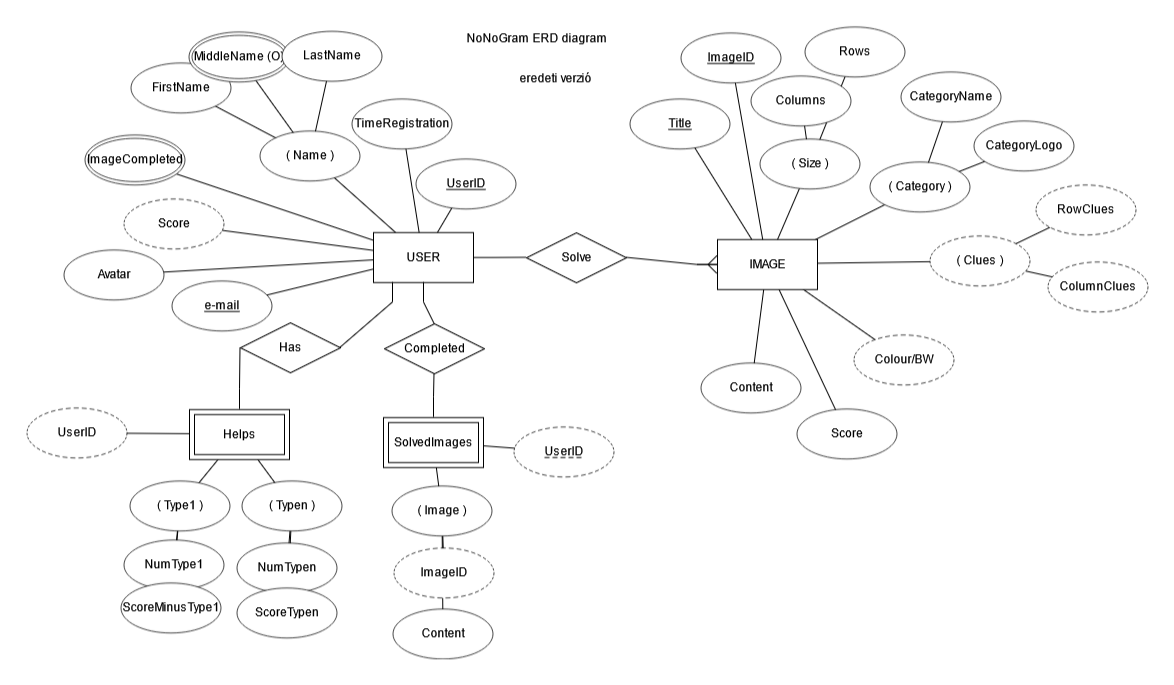 NoNoGram ERD diagram
eredeti verzió
MiddleName (O)
LastName
FirstName
( Name )
TimeRegistration
ImageCompleted
UserID
Score
Avatar
e-mail
USER
Solve
IMAGE
ImageID
Rows
Columns
Title
( Size )
CategoryName
CategoryLogo
( Category )
RowClues
( Clues )
ColumnClues
Colour/BW
Content
Score
Has
Completed
UserID
Helps
SolvedImages
UserID
( Type1 )
( Typen )
( Image )
NumType1
NumTypen
ImageID
ScoreMinusType1
ScoreTypen
Content